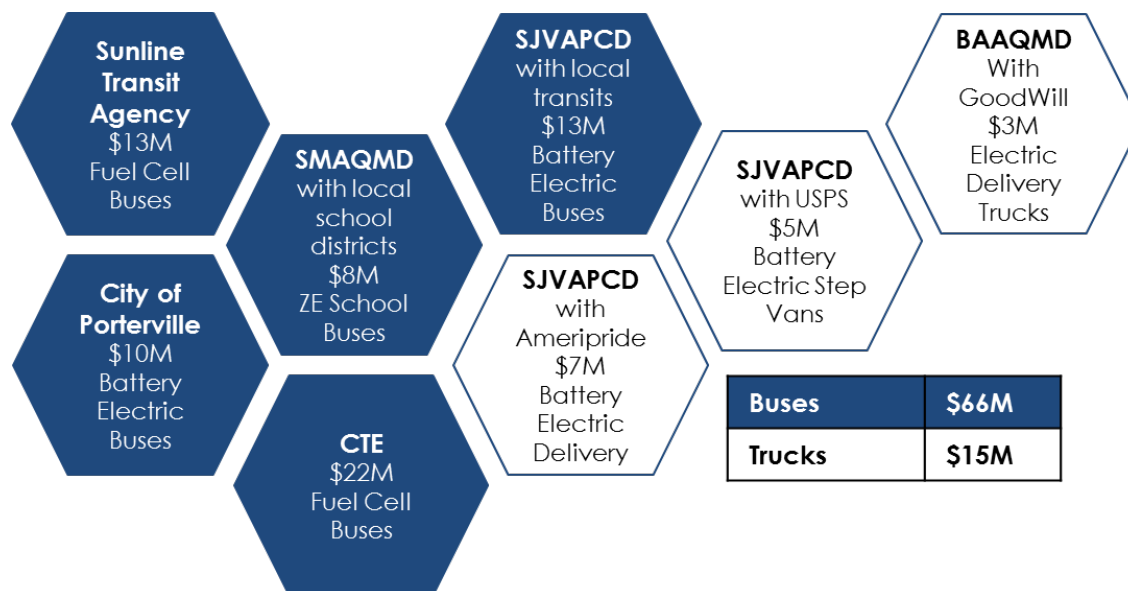 Sunline
Transit
Agency
$13M
Fuel Cell
Buses
City of
Porterville
$10M
Battery
Electric
Buses
SMAQMD
with local
school
districts
$8M
ZE School
Buses
CTE
$22M
Fuel Cell
Buses
SJVAPCD
with local
transits
$13M
Battery
Electric
Buses
SJVAPCD
with
Ameripride
$7M
Battery
Electric
Delivery
SJVAPCD
with USPS
$5M
Battery
Electric Step
Vans
BAAQMD
With
GoodWill
$3M
Electric
Delivery
Trucks
Buses $66M
Trucks $15M